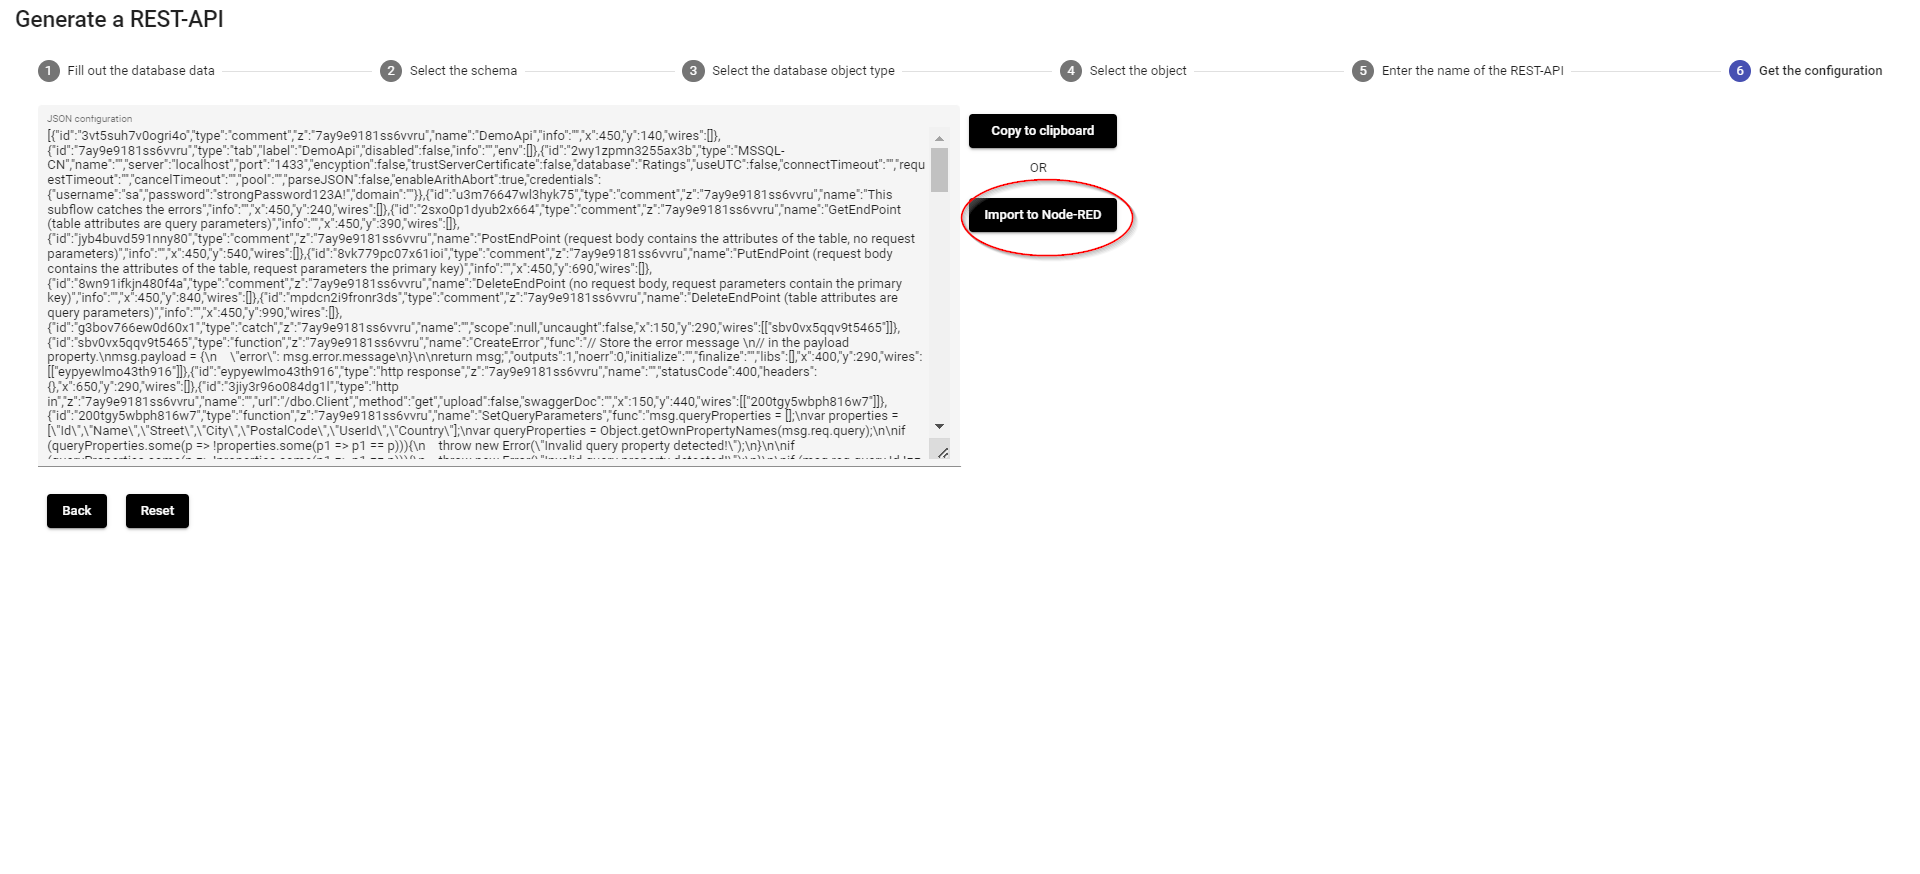 Generate a REST-API
1 Fill out the database data
2 Select the schema
3 Select the database object type
4 Select the object
5 Enter the name of the REST-API
6 Get the configuration
JSON configuration
[{"id":"3vt5suh7v0ogri4o","type":"comment","z":"7ay9e9181ss6vvru","name":"DemoApi","info":"","x":450,"y":140,"wires":[]},
{"id":"7ay9e9181ss6vvru","type":"tab","label":"DemoApi","disabled":false,"info":"","env":[]},{"id":"2wy1zpmn3255ax3b","type":"MSSQL-
CN","name":"","server":"localhost","port":"1433","encyption":false,"trustServerCertificate":false,"database":"Ratings","useUTC":false,"connectTimeout":"","requ
estTimeout":"","cancelTimeout":"","pool":"","parseJSON":false,"enableArithAbort":true,"credentials":
{"username":"sa","password":"strongPassword123A!","domain":""}},{"id":"u3m76647wl3hyk75","type":"comment","z":"7ay9e9181ss6vvru","name":"This
subflow catches the errors","info":"","x":450,"y":240,"wires":[]},{"id":"2sxo0p1dyub2x664","type":"comment","z":"7ay9e9181ss6vvru","name":"GetEndPoint
(table attributes are query parameters)","info":"","x":450,"y":390,"wires":[]},
{"id":"jyb4buvd591nny80","type":"comment","z":"7ay9e9181ss6vvru","name":"PostEndPoint (request body contains the attributes of the table, no request
parameters)","info":"","x":450,"y":540,"wires":[]},{"id":"8vk779pc07x61ioi","type":"comment","z":"7ay9e9181ss6vvru","name":"PutEndPoint (request body
contains the attributes of the table, request parameters the primary key)","info":"","x":450,"y":690,"wires":[]},
{"id":"8wn91ifkjn480f4a","type":"comment","z":"7ay9e9181ss6vvru","name":"DeleteEndPoint (no request body, request parameters contain the primary
key)","info":"","x":450,"y":840,"wires":[]},{"id":"mpdcn2i9fronr3ds","type":"comment","z":"7ay9e9181ss6vvru","name":"DeleteEndPoint (table attributes are
query parameters)","info":"","x":450,"y":990,"wires":[]},
{"id":"g3bov766ew0d60x1","type":"catch","z":"7ay9e9181ss6vvru","name":"","scope":null,"uncaught":false,"x":150,"y":290,"wires":[["sbv0vx5qqv9t5465"]]},
{"id":"sbv0vx5qqv9t5465","type":"function","z":"7ay9e9181ss6vvru","name":"CreateError","func":"// Store the error message \n// in the payload
property.\nmsg.payload = {\n    \"error\": msg.error.message\n}\n\nreturn msg;","outputs":1,"noerr":0,"initialize":"","finalize":"","libs":[],"x":400,"y":290,"wires":
[["eypyewlmo43th916"]]},{"id":"eypyewlmo43th916","type":"http response","z":"7ay9e9181ss6vvru","name":"","statusCode":400,"headers":
{},"x":650,"y":290,"wires":[]},{"id":"3jiy3r96o084dg1l","type":"http
in","z":"7ay9e9181ss6vvru","name":"","url":"/dbo.Client","method":"get","upload":false,"swaggerDoc":"","x":150,"y":440,"wires":[["200tgy5wbph816w7"]]},
{"id":"200tgy5wbph816w7","type":"function","z":"7ay9e9181ss6vvru","name":"SetQueryParameters","func":"msg.queryProperties = [];\nvar properties =
[\"Id\",\"Name\",\"Street\",\"City\",\"PostalCode\",\"UserId\",\"Country\"];\nvar queryProperties = Object.getOwnPropertyNames(msg.req.query);\n\nif
(queryProperties.some(p => !properties.some(p1 => p1 == p))){\n    throw new Error(\"Invalid query property detected!\");\n}\n\nif
Copy to clipboard
OR
Import to Node-RED
Back
Reset